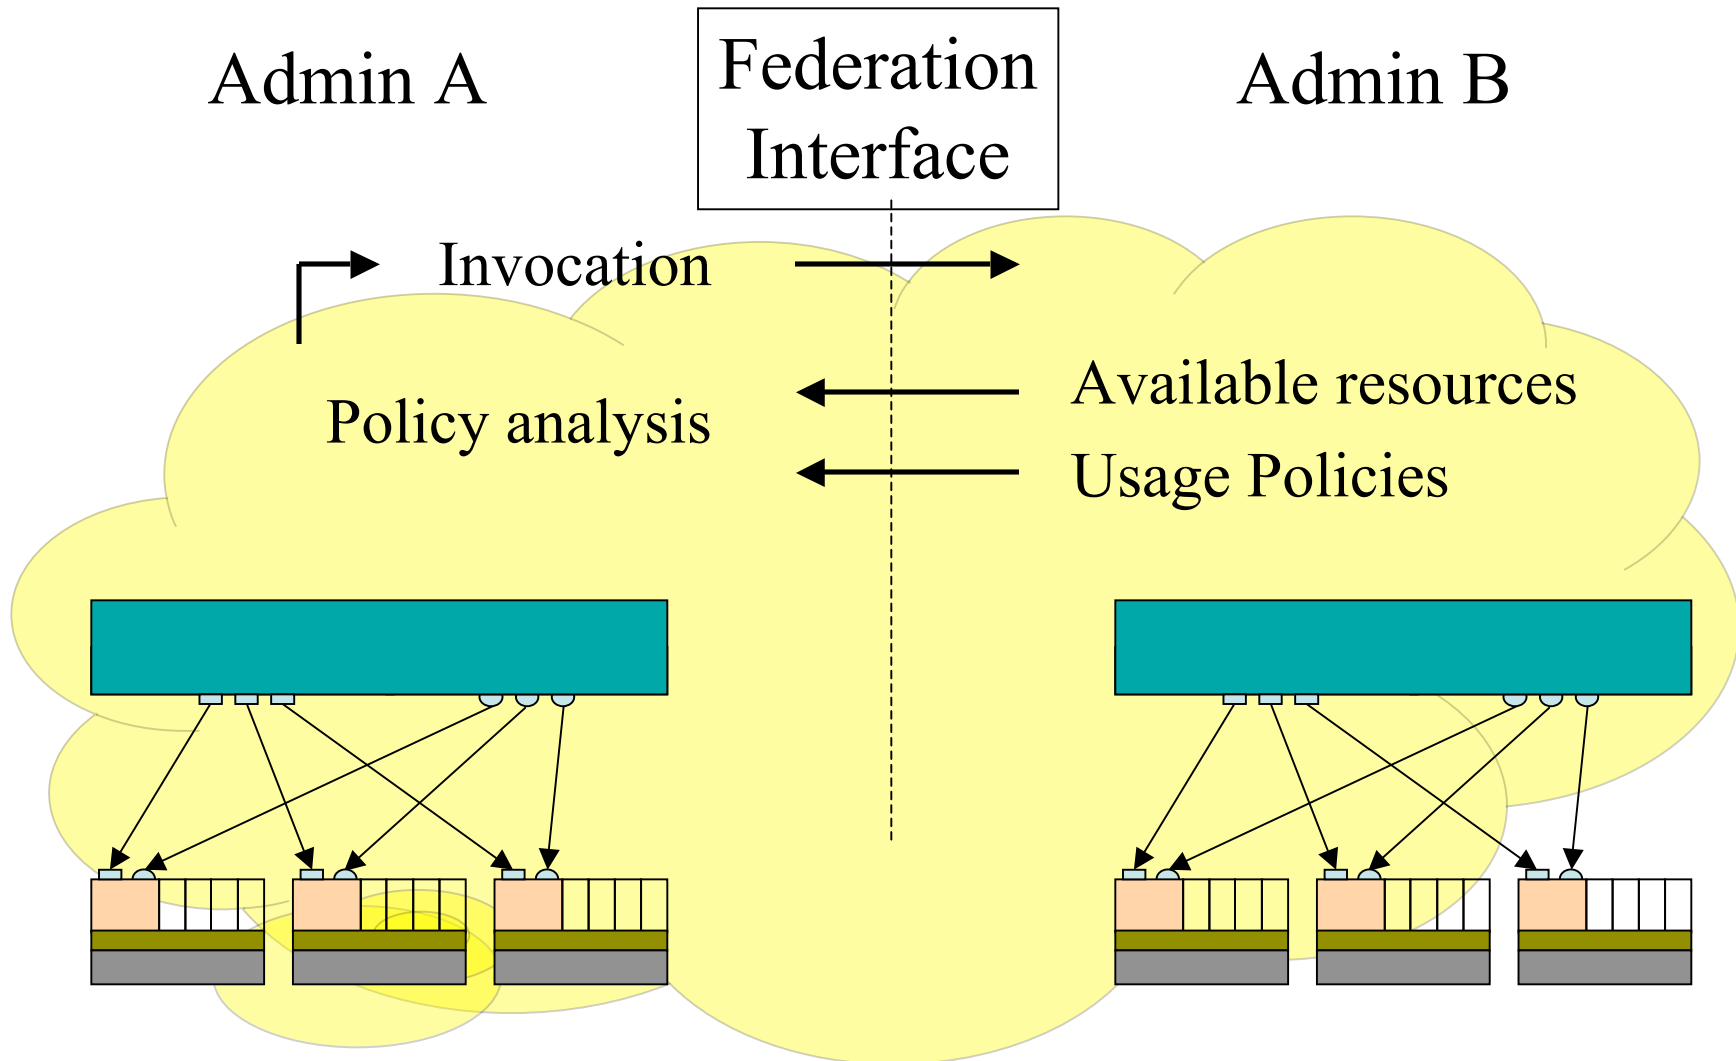 Admin A
Federation
Interface
Admin B
Invocation
Policy analysis
Available resources
Usage Policies